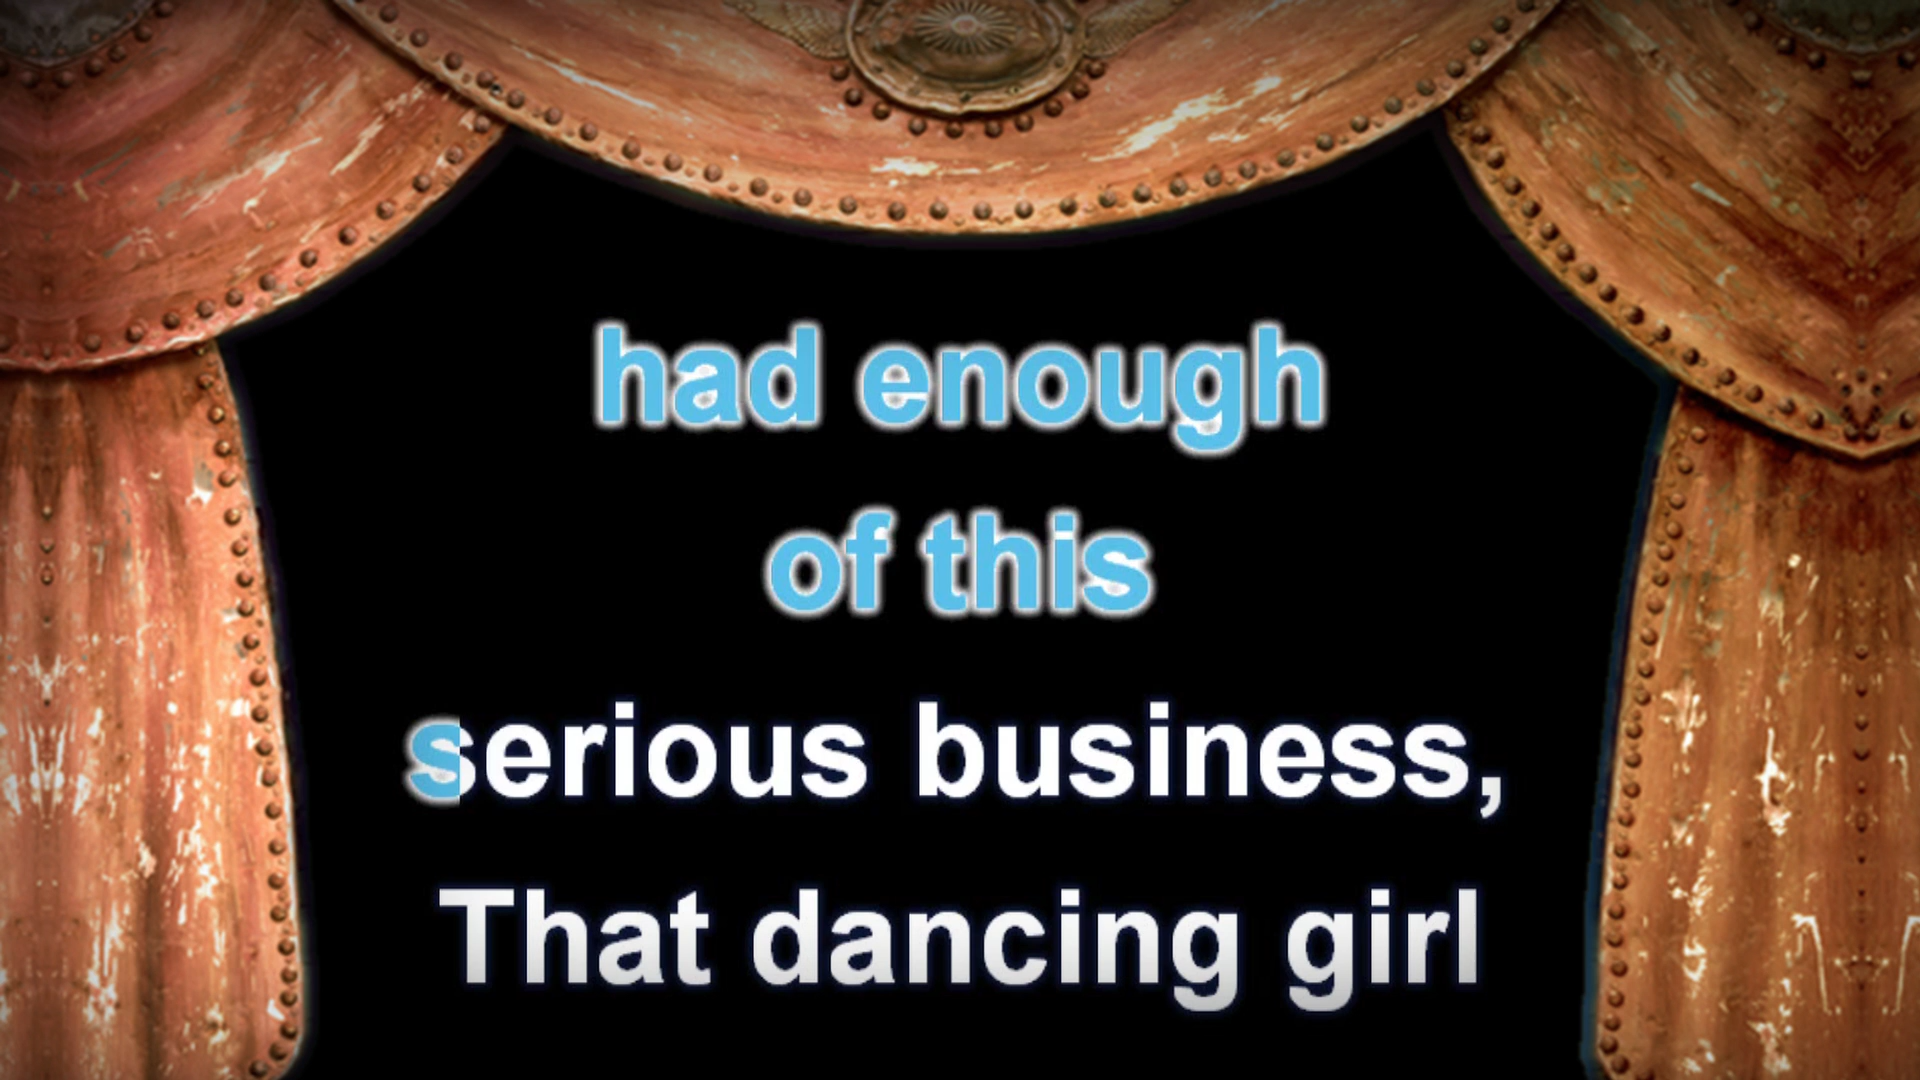 had enough
of this
serious business,
That dancing girl